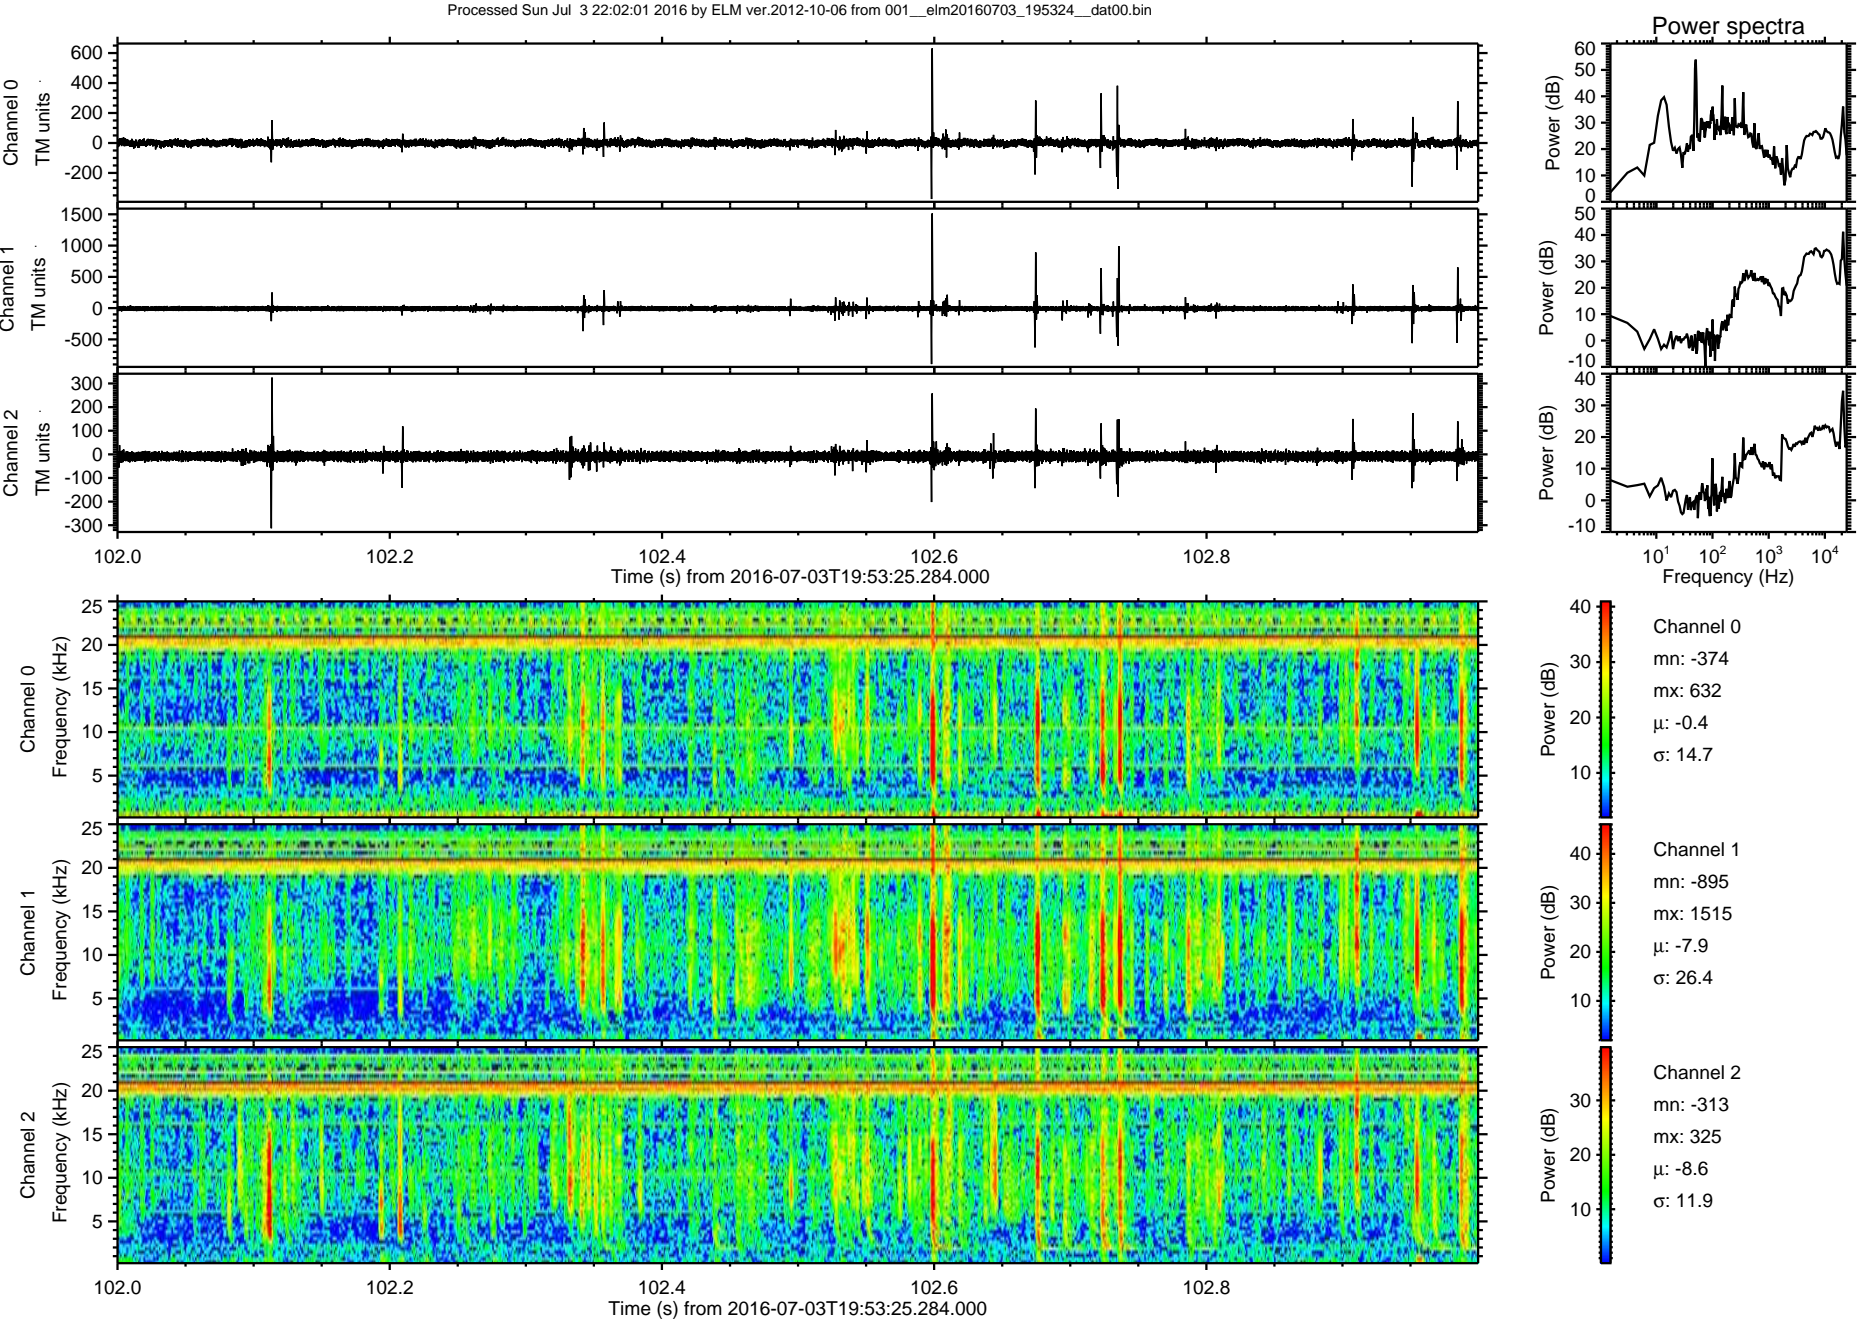 Processed Sun Jul  3 22:02:01 2016 by ELM ver.2012-10-06 from 001__elm20160703_195324__dat00.bin
Power spectra
Channel 0
TM units
600
400
200
0
-200
Power (dB)
60
50
40
30
20
10
0
Channel 1
TM units
1500
1000
500
0
-500
Power (dB)
50
40
30
20
10
0
-10
Channel 2
TM units
300
200
100
0
-100
-200
-300
Power (dB)
40
30
20
10
0
-10
102.0 102.2 102.4 102.6 102.8
Time (s) from 2016-07-03T19:53:25.284.000
10¹ 10² 10³ 10⁴
Frequency (Hz)
Channel 0
Frequency (kHz)
25
20
15
10
5
Power (dB)
40
30
20
10
Channel 0
mn: -374
mx: 632
μ: -0.4
σ: 14.7
Channel 1
Frequency (kHz)
25
20
15
10
5
Power (dB)
40
30
20
10
Channel 1
mn: -895
mx: 1515
μ: -7.9
σ: 26.4
Channel 2
Frequency (kHz)
25
20
15
10
5
Power (dB)
30
20
10
Channel 2
mn: -313
mx: 325
μ: -8.6
σ: 11.9
102.0 102.2 102.4 102.6 102.8
Time (s) from 2016-07-03T19:53:25.284.000